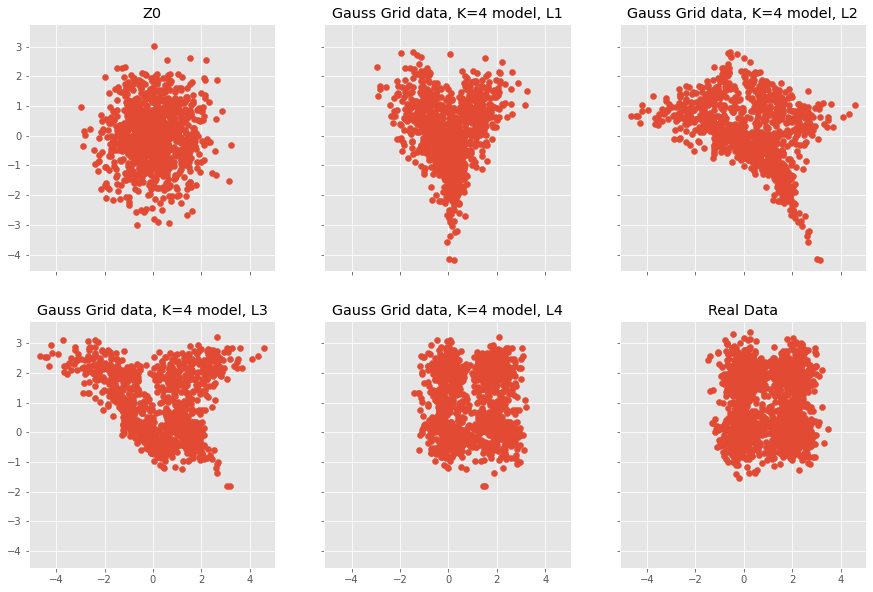 Z0
Gauss Grid data, K=4 model, L1
Gauss Grid data, K=4 model, L2
3
2
1
0
−1
−2
−3
−4
Gauss Grid data, K=4 model, L3
Gauss Grid data, K=4 model, L4
Real Data
3
2
1
0
−1
−2
−3
−4
−4 −2 0 2 4
−4 −2 0 2 4
−4 −2 0 2 4